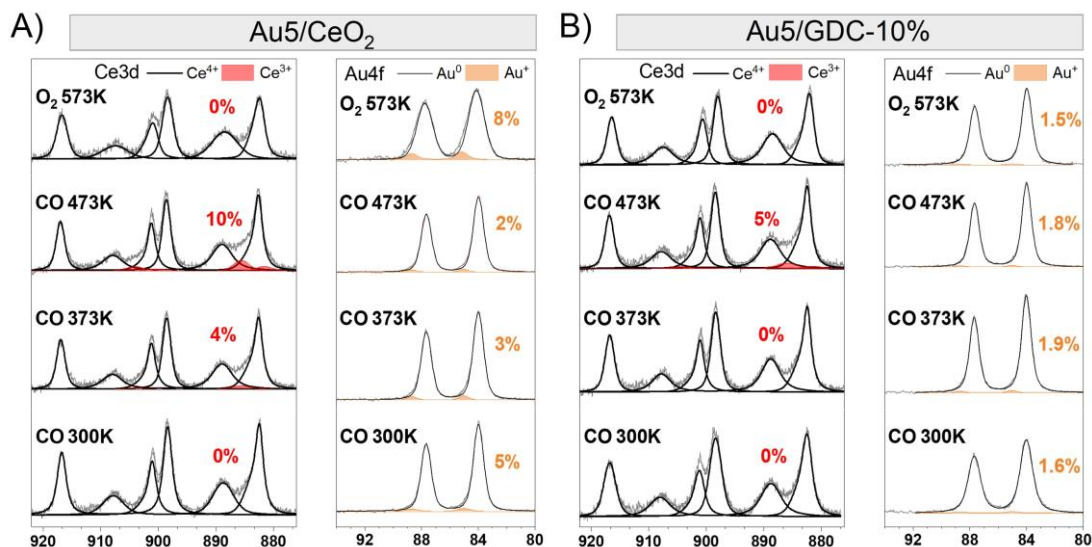 A)
Au5/CeO₂
Ce3d — Ce⁴⁺ Ce³⁺
O₂ 573K
0%
CO 473K
10%
CO 373K
4%
CO 300K
0%
920 900 880
Au4f — Au⁰ Au⁺
O₂ 573K
8%
CO 473K
2%
CO 373K
3%
CO 300K
5%
92 88 84 80
B)
Au5/GDC-10%
Ce3d — Ce⁴⁺ Ce³⁺
O₂ 573K
0%
CO 473K
5%
CO 373K
0%
CO 300K
0%
920 900 880
Au4f — Au⁰ Au⁺
O₂ 573K
1.5%
CO 473K
1.8%
CO 373K
1.9%
CO 300K
1.6%
92 88 84 80